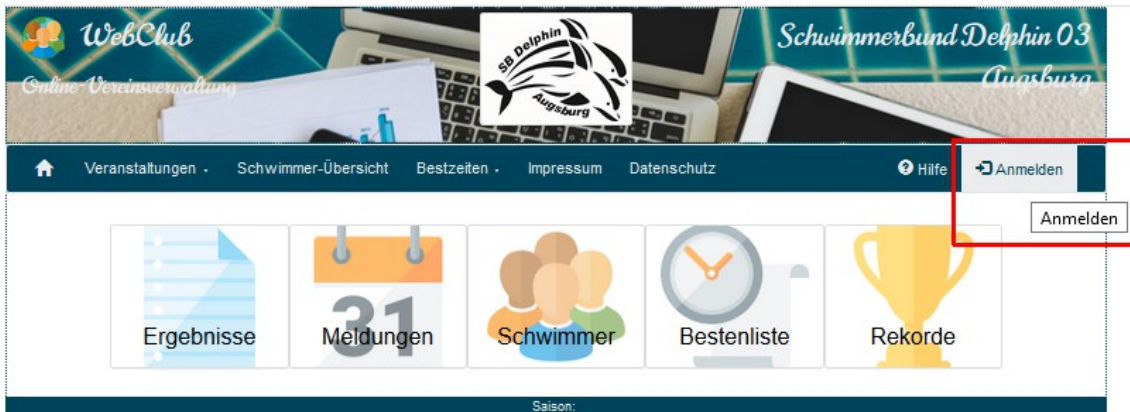 WebClub
Online-Vereinsverwaltung
SB Delphin
Augsburg
Schwimmerbund Delphin 03
Augsburg
Veranstaltungen Schwimmer-Übersicht Bestzeiten Impressum Datenschutz Hilfe Anmelden
Anmelden
31
Ergebnisse Meldungen Schwimmer Bestenliste Rekorde
Saison: